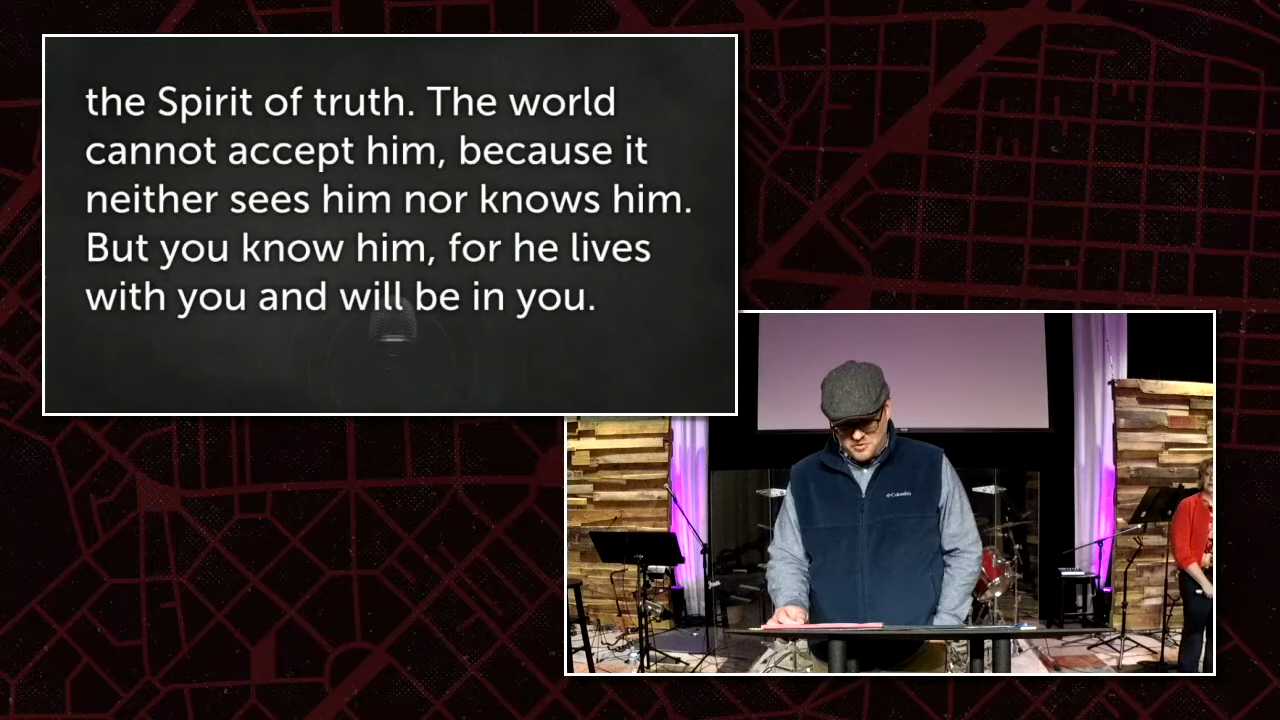 the Spirit of truth. The world
cannot accept him, because it
neither sees him nor knows him.
But you know him, for he lives
with you and will be in you.
Columbia